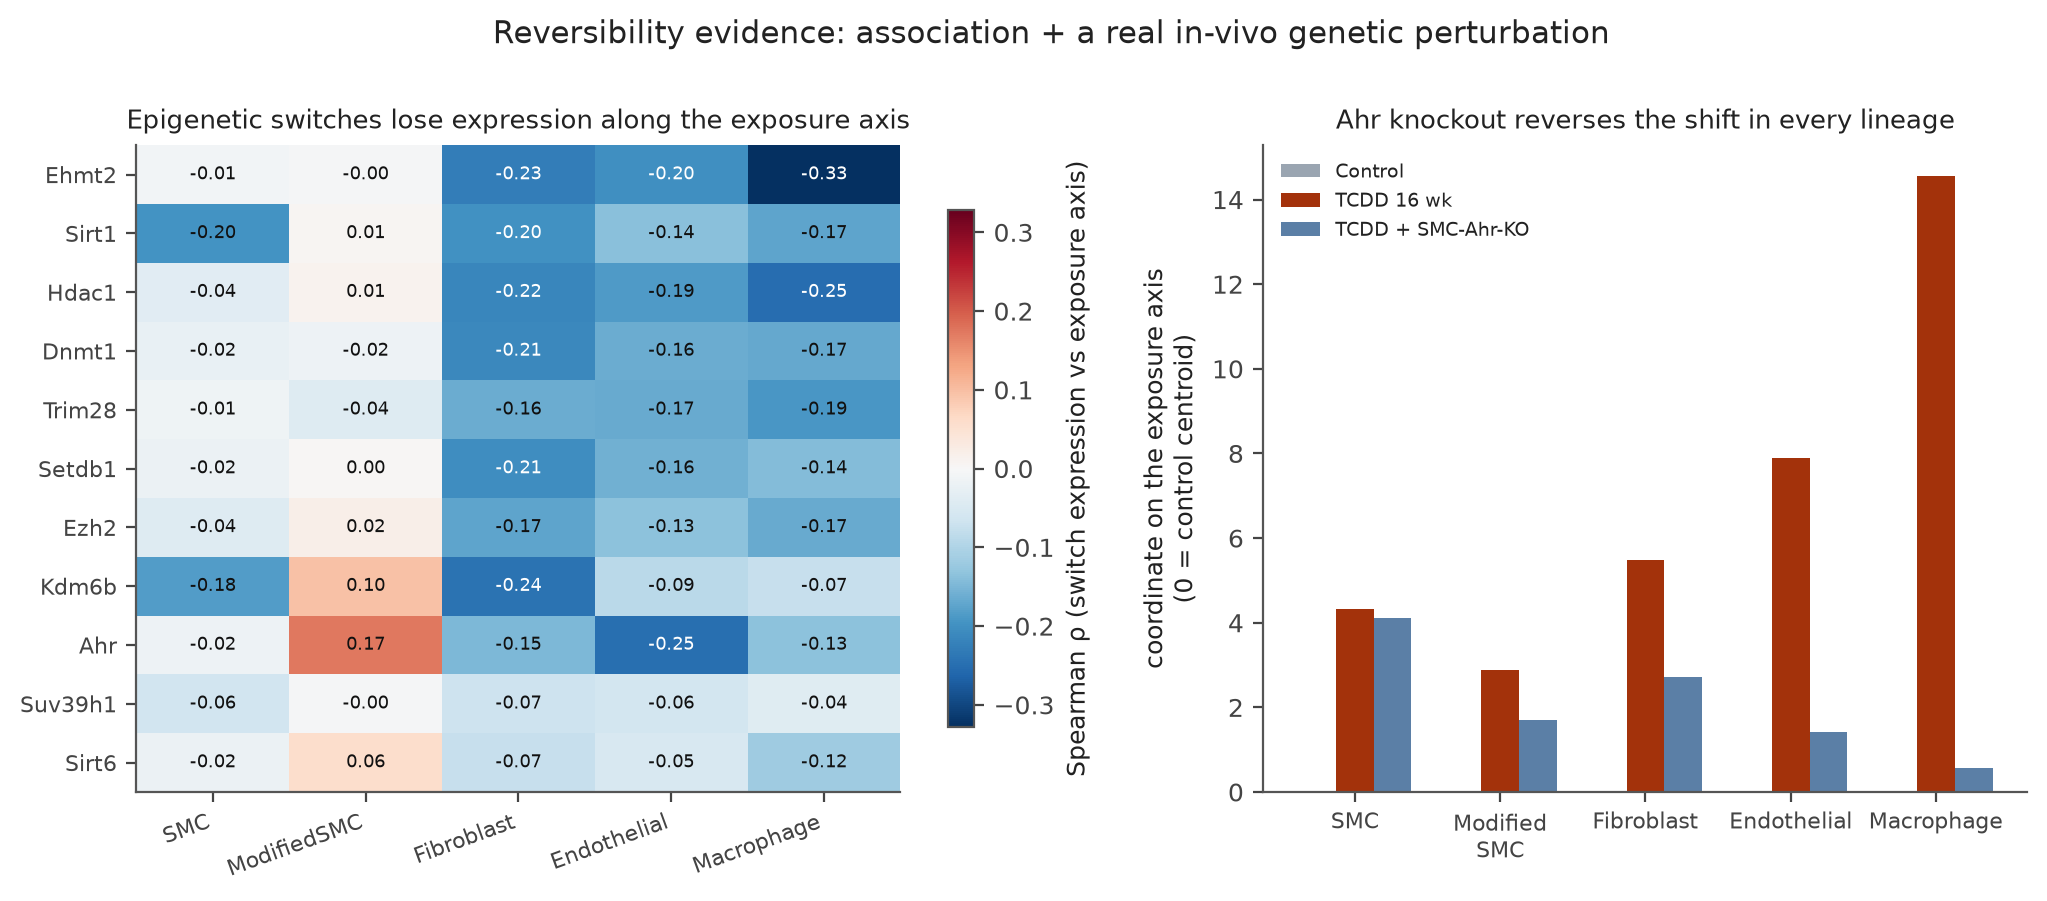 Reversibility evidence: association + a real in-vivo genetic perturbation
Epigenetic switches lose expression along the exposure axis
Ehmt2 -0.01 -0.00 -0.23 -0.20 -0.33
Sirt1 -0.20 0.01 -0.20 -0.14 -0.17
Hdac1 -0.04 0.01 -0.22 -0.19 -0.25
Dnmt1 -0.02 -0.02 -0.21 -0.16 -0.17
Trim28 -0.01 -0.04 -0.16 -0.17 -0.19
Setdb1 -0.02 0.00 -0.21 -0.16 -0.14
Ezh2 -0.04 0.02 -0.17 -0.13 -0.17
Kdm6b -0.18 0.10 -0.24 -0.09 -0.07
Ahr -0.02 0.17 -0.15 -0.25 -0.13
Suv39h1 -0.06 -0.00 -0.07 -0.06 -0.04
Sirt6 -0.02 0.06 -0.07 -0.05 -0.12
SMC ModifiedSMC Fibroblast Endothelial Macrophage
0.3
0.2
0.1
0.0
−0.1
−0.2
−0.3
Spearman ρ (switch expression vs exposure axis)
Ahr knockout reverses the shift in every lineage
Control
TCDD 16 wk
TCDD + SMC-Ahr-KO
coordinate on the exposure axis
(0 = control centroid)
14
12
10
8
6
4
2
0
SMC Modified Fibroblast Endothelial Macrophage
SMC